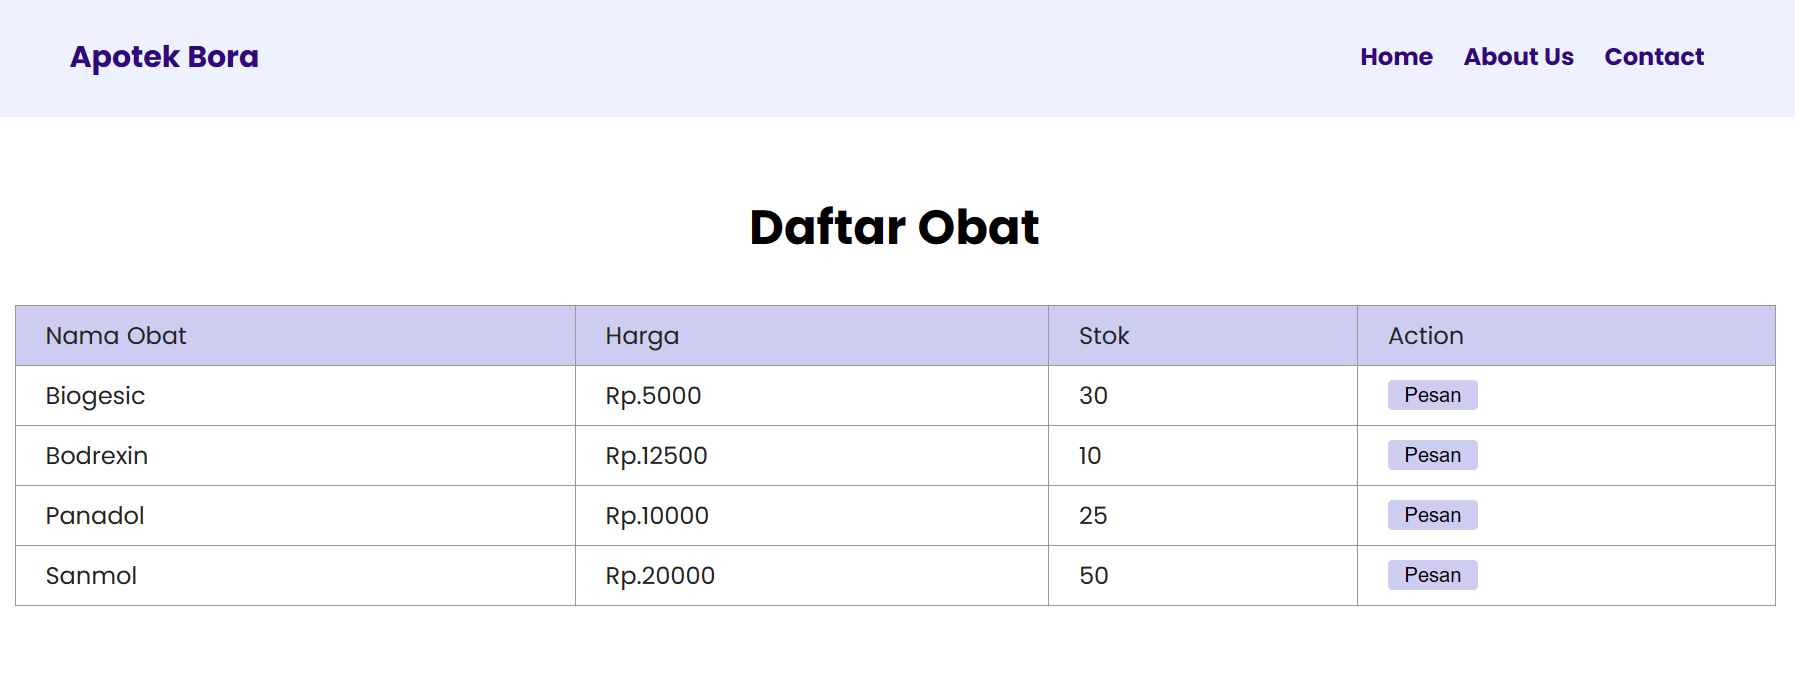 Apotek Bora Home About Us Contact
Daftar Obat
Nama Obat Harga Stok Action
Biogesic Rp.5000 30 Pesan
Bodrexin Rp.12500 10 Pesan
Panadol Rp.10000 25 Pesan
Sanmol Rp.20000 50 Pesan